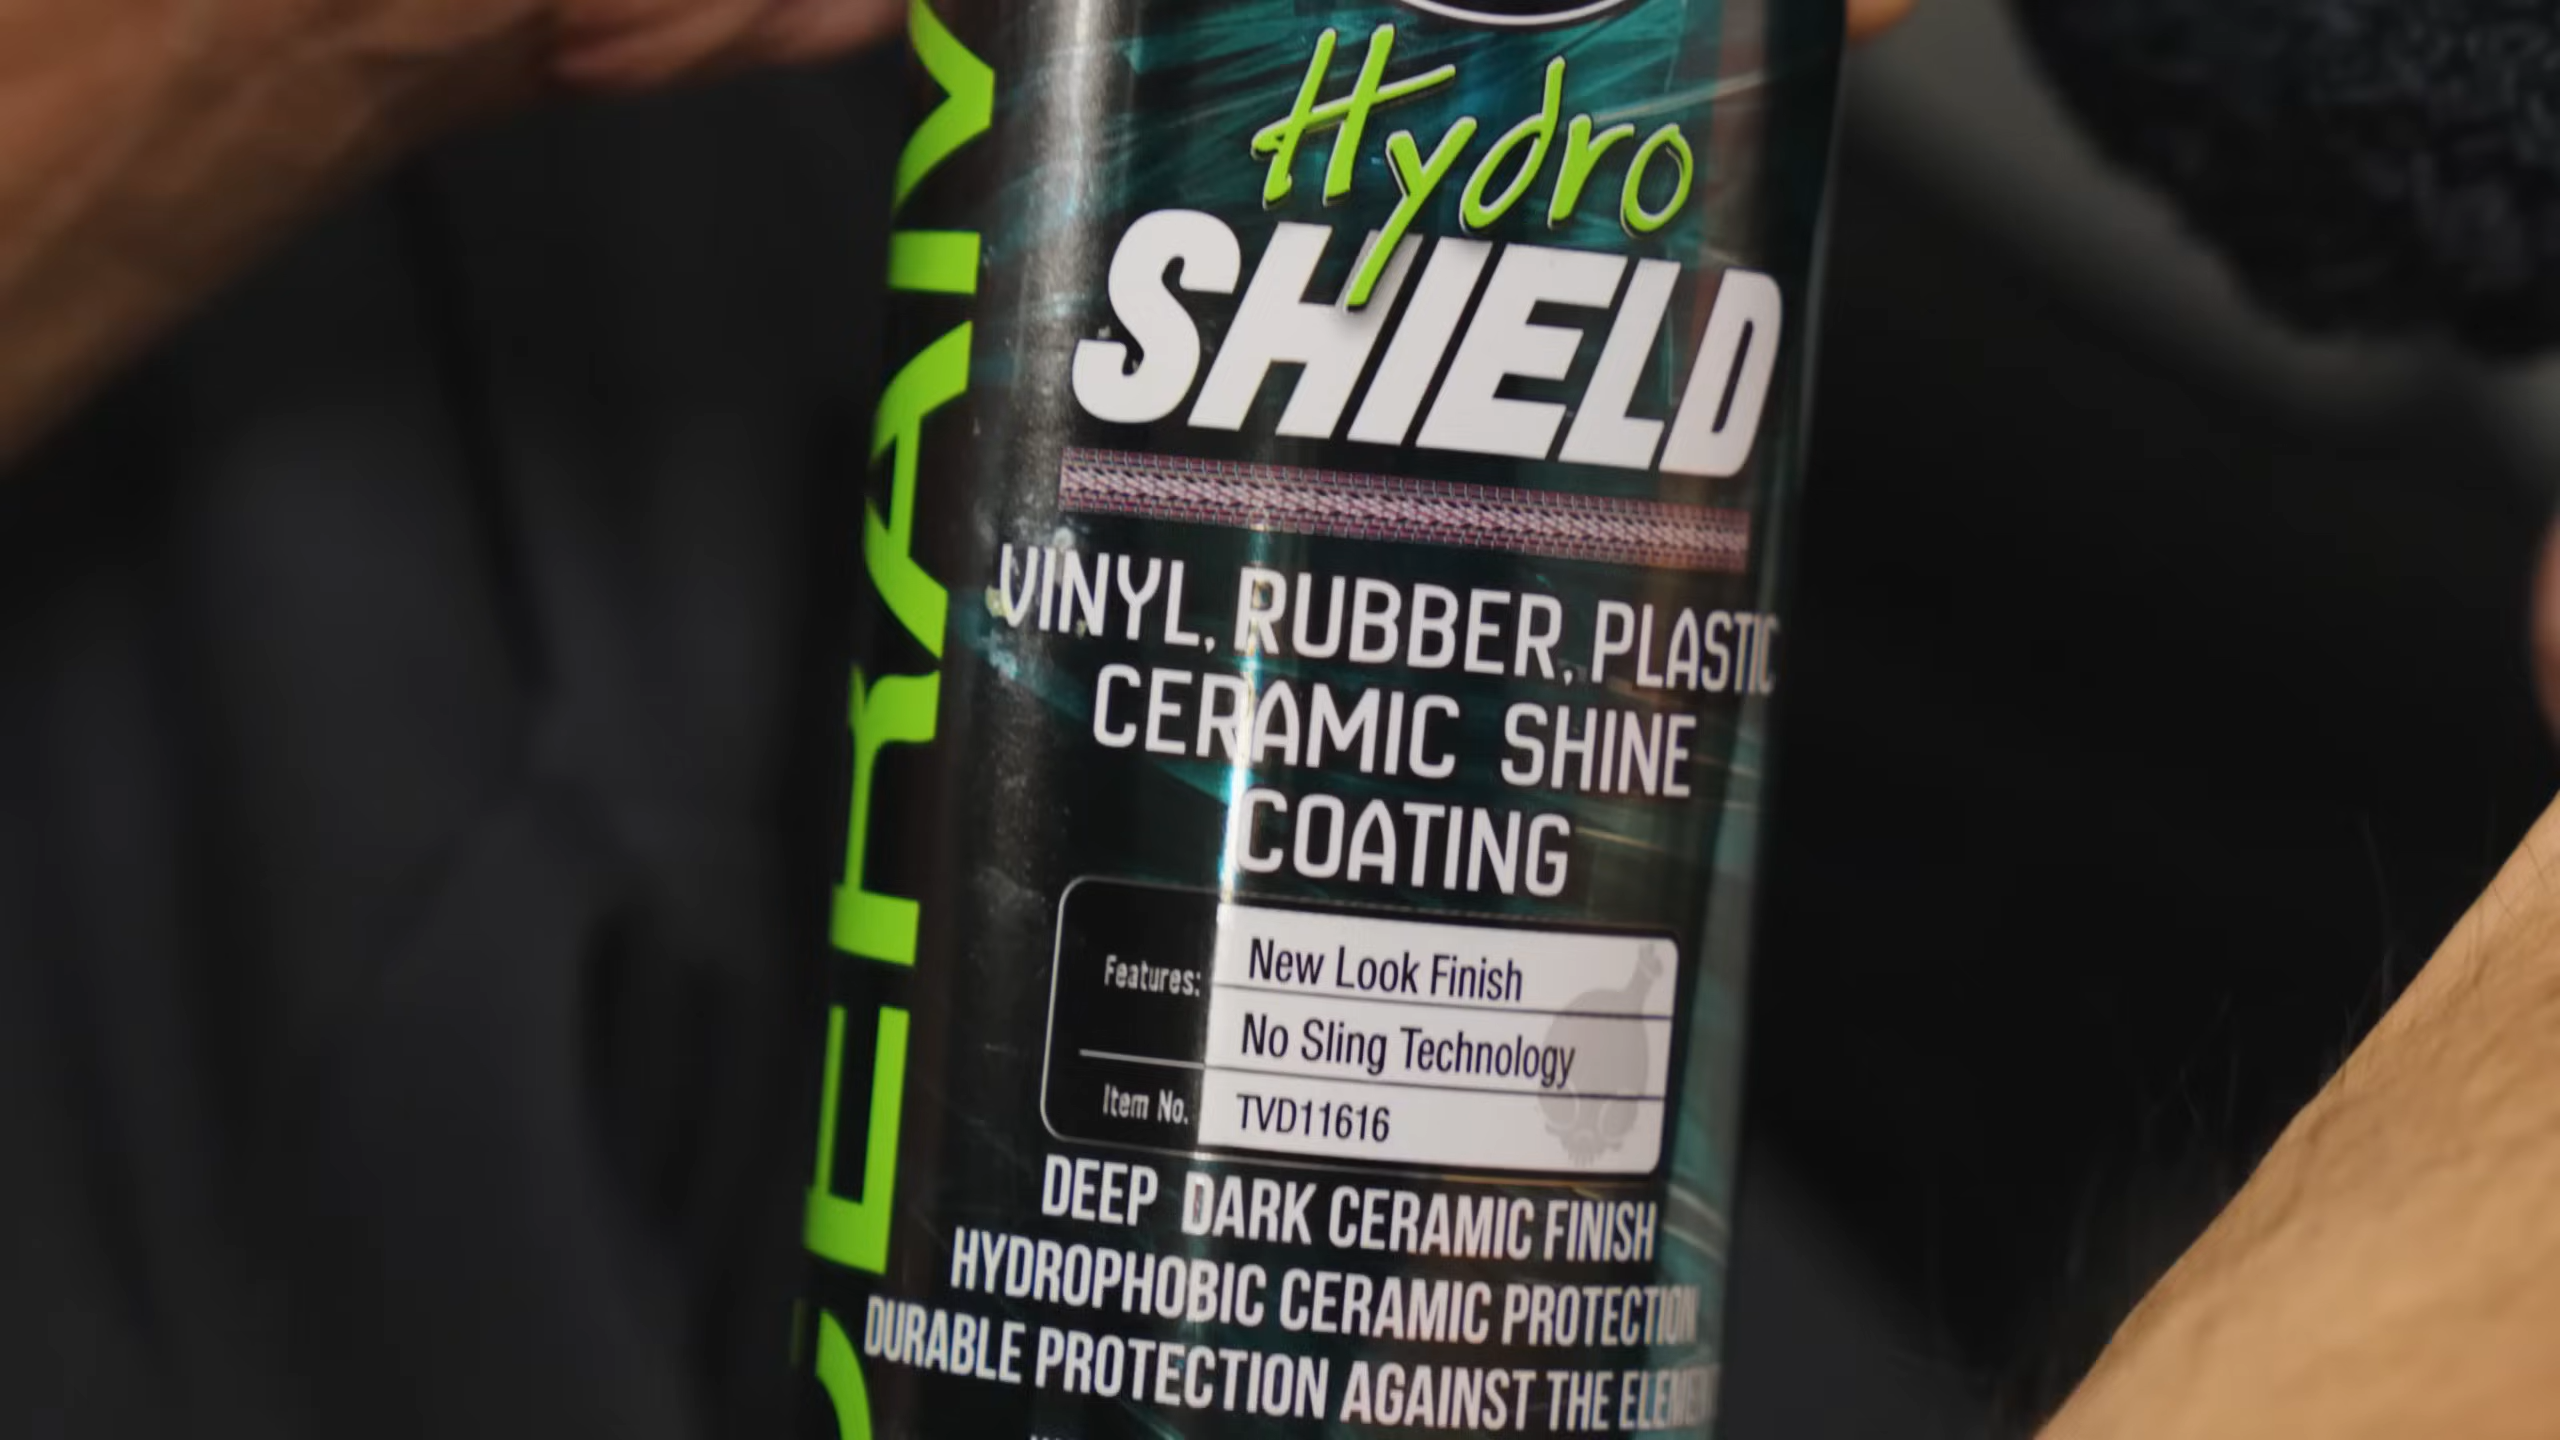 Hydro
SHIELD
VINYL, RUBBER, PLASTIC
CERAMIC SHINE
COATING
Features:
New Look Finish
No Sling Technology
Item No.
TVD11616
DEEP DARK CERAMIC FINISH
HYDROPHOBIC CERAMIC PROTECTION
DURABLE PROTECTION AGAINST THE